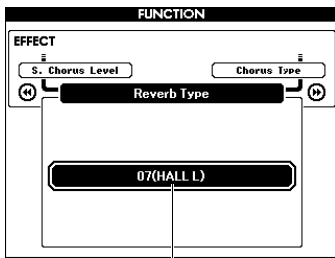 FUNCTION
EFFECT
S. Chorus Level
Chorus Type
Reverb Type
07(HALL L)